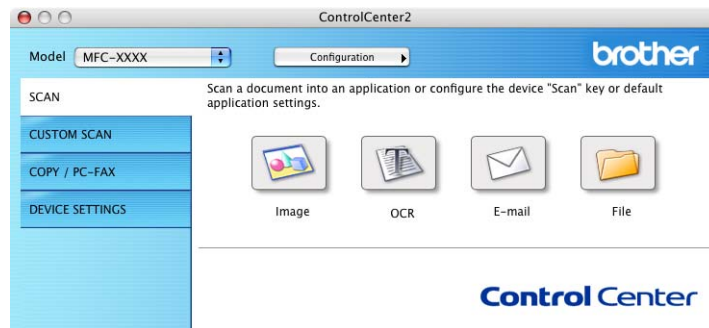 ControlCenter2
Model MFC-XXXX Configuration brother
SCAN
Scan a document into an application or configure the device "Scan" key or default
application settings.
CUSTOM SCAN
COPY / PC-FAX
DEVICE SETTINGS
Image OCR E-mail File
Control Center